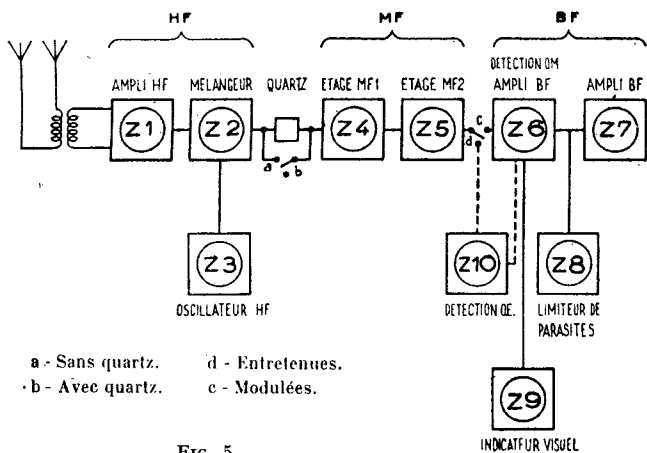 HF
MF
BF
AMPLI HF
MELANGEUR
QUARTZ
ETAGE MF1
ETAGE MF2
DETECTION OM
AMPLI BF
AMPLI BF
Z1
Z2
Z4
Z5
Z6
Z7
a
b
c
d
Z3
Z10
Z8
OSCILLATEUR HF
DETECTION OE.
LIMITEUR DE
PARASITES
a - Sans quartz.
d - Entretenues.
b - Avec quartz.
c - Modulées.
Z9
INDICATEUR VISUEL
FIG. 5